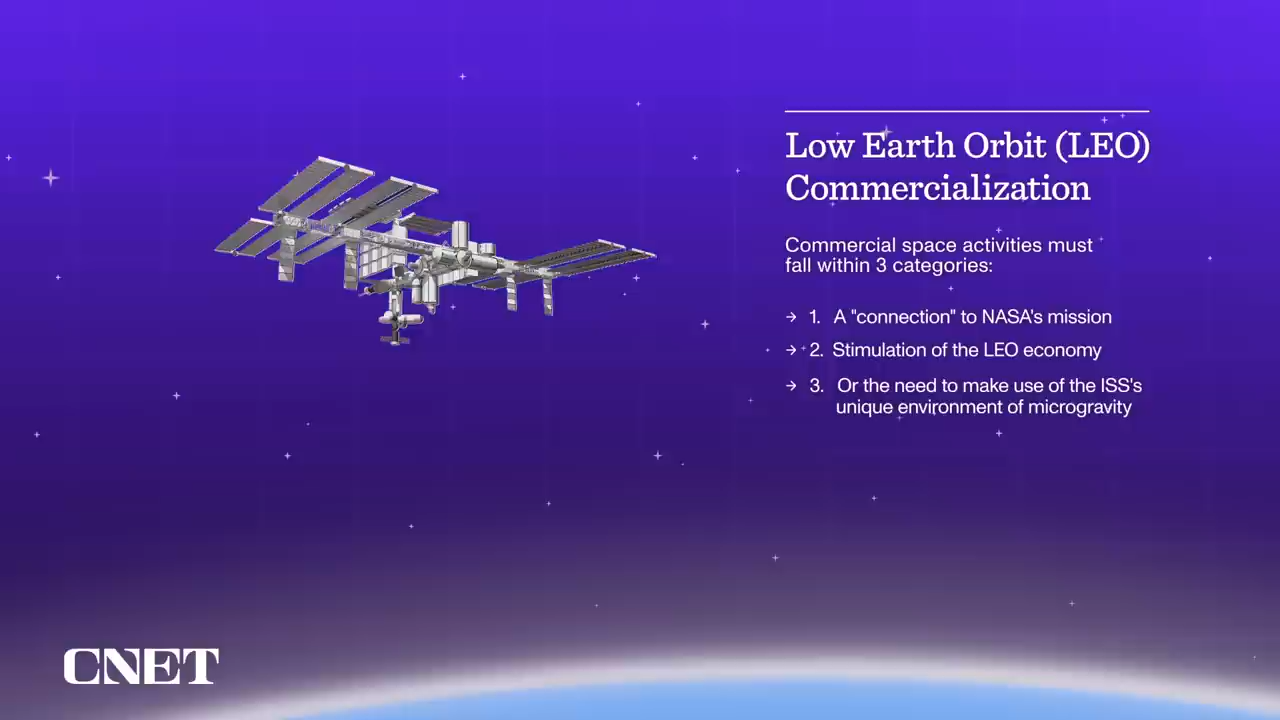 Low Earth Orbit (LEO)
Commercialization
Commercial space activities must
fall within 3 categories:
→ 1. A "connection" to NASA's mission
→ 2. Stimulation of the LEO economy
→ 3. Or the need to make use of the ISS's
unique environment of microgravity
CNET